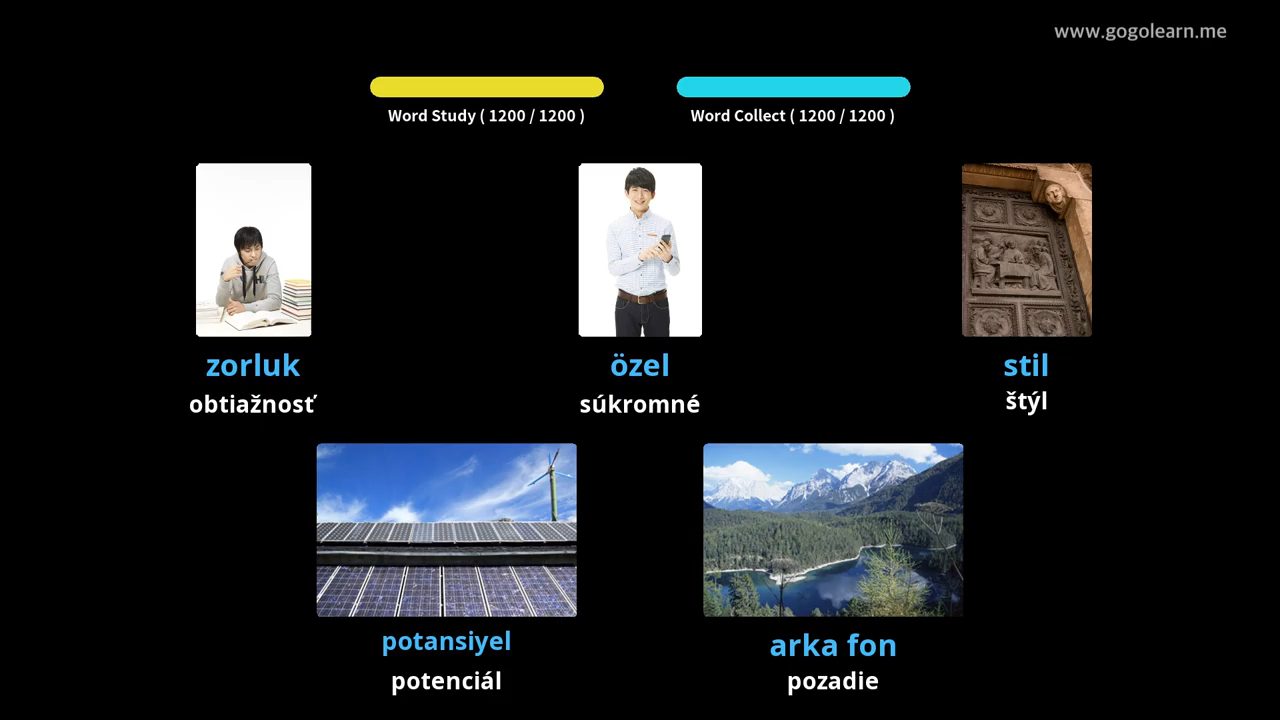 www.gogolearn.me
Word Study ( 1200 / 1200 )
Word Collect ( 1200 / 1200 )
zorluk
obtiažnosť
özel
súkromné
stil
štýl
potansiyel
potenciál
arka fon
pozadie